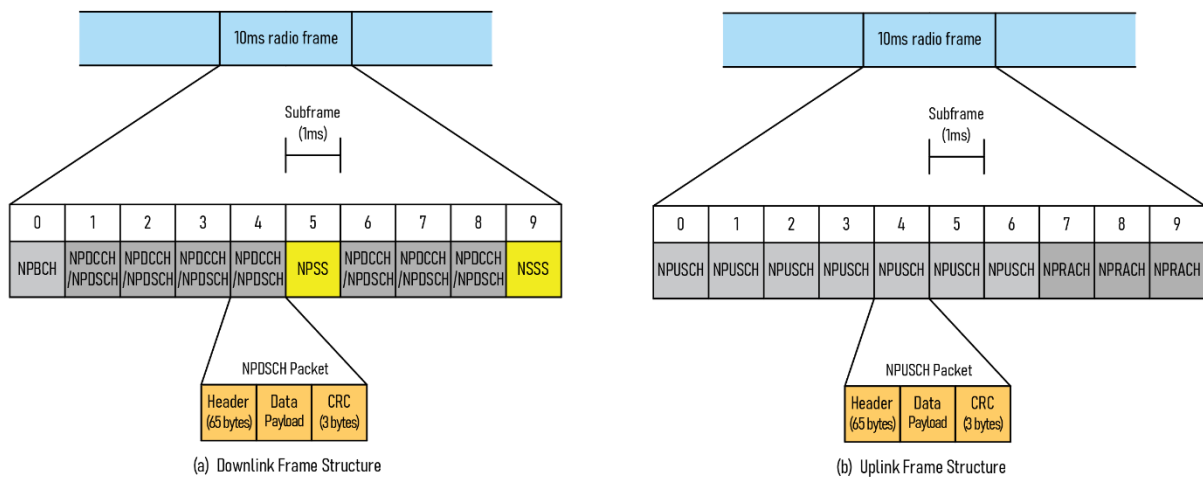 10ms radio frame
Subframe
(1ms)
0 1 2 3 4 5 6 7 8 9
NPBCH NPDCCH NPDCCH NPDCCH NPDCCH NPSS NPDCCH NPDCCH NPDCCH NSSS
/NPDSCH /NPDSCH /NPDSCH /NPDSCH /NPDSCH /NPDSCH /NPDSCH
NPDSCH Packet
Header Data CRC
(65 bytes) Payload (3 bytes)
(a) Downlink Frame Structure
10ms radio frame
Subframe
(1ms)
0 1 2 3 4 5 6 7 8 9
NPUSCH NPUSCH NPUSCH NPUSCH NPUSCH NPUSCH NPUSCH NPRACH NPRACH NPRACH
NPUSCH Packet
Header Data CRC
(65 bytes) Payload (3 bytes)
(b) Uplink Frame Structure